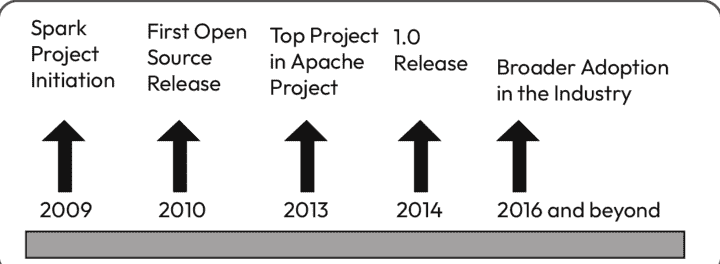 Spark
Project
Initiation
First Open
Source
Release
Top Project
in Apache
Project
1.0
Release
Broader Adoption
in the Industry
2009
2010
2013
2014
2016 and beyond